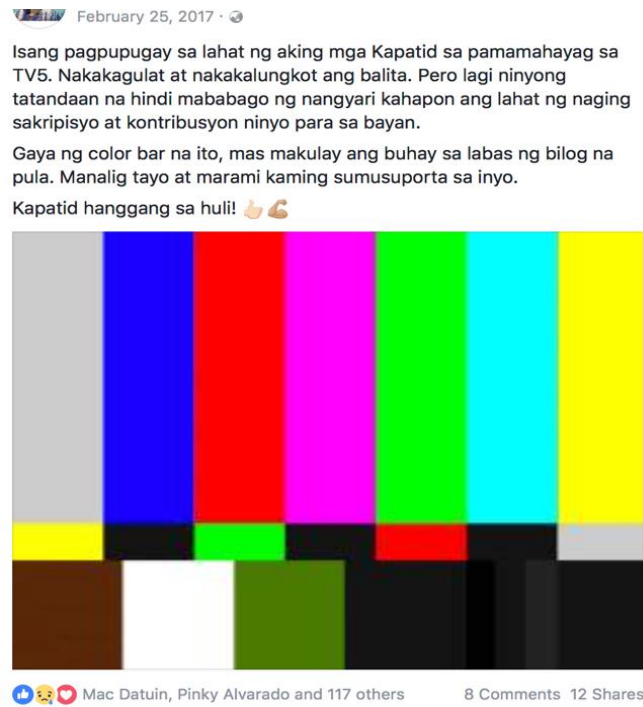 February 25, 2017
Isang pagpupugay sa lahat ng aking mga Kapatid sa pamamahayag sa
TV5. Nakakagulat at nakakalungkot ang balita. Pero lagi ninyong
tatandaan na hindi mababago ng nangyari kahapon ang lahat ng naging
sakripisyo at kontribusyon ninyo para sa bayan.
Gaya ng color bar na ito, mas makulay ang buhay sa labas ng bilog na
pula. Manalig tayo at marami kaming sumusuporta sa inyo.
Kapatid hanggang sa huli! 👍🏻💪🏽
Mac Datuin, Pinky Alvarado and 117 others 8 Comments 12 Shares